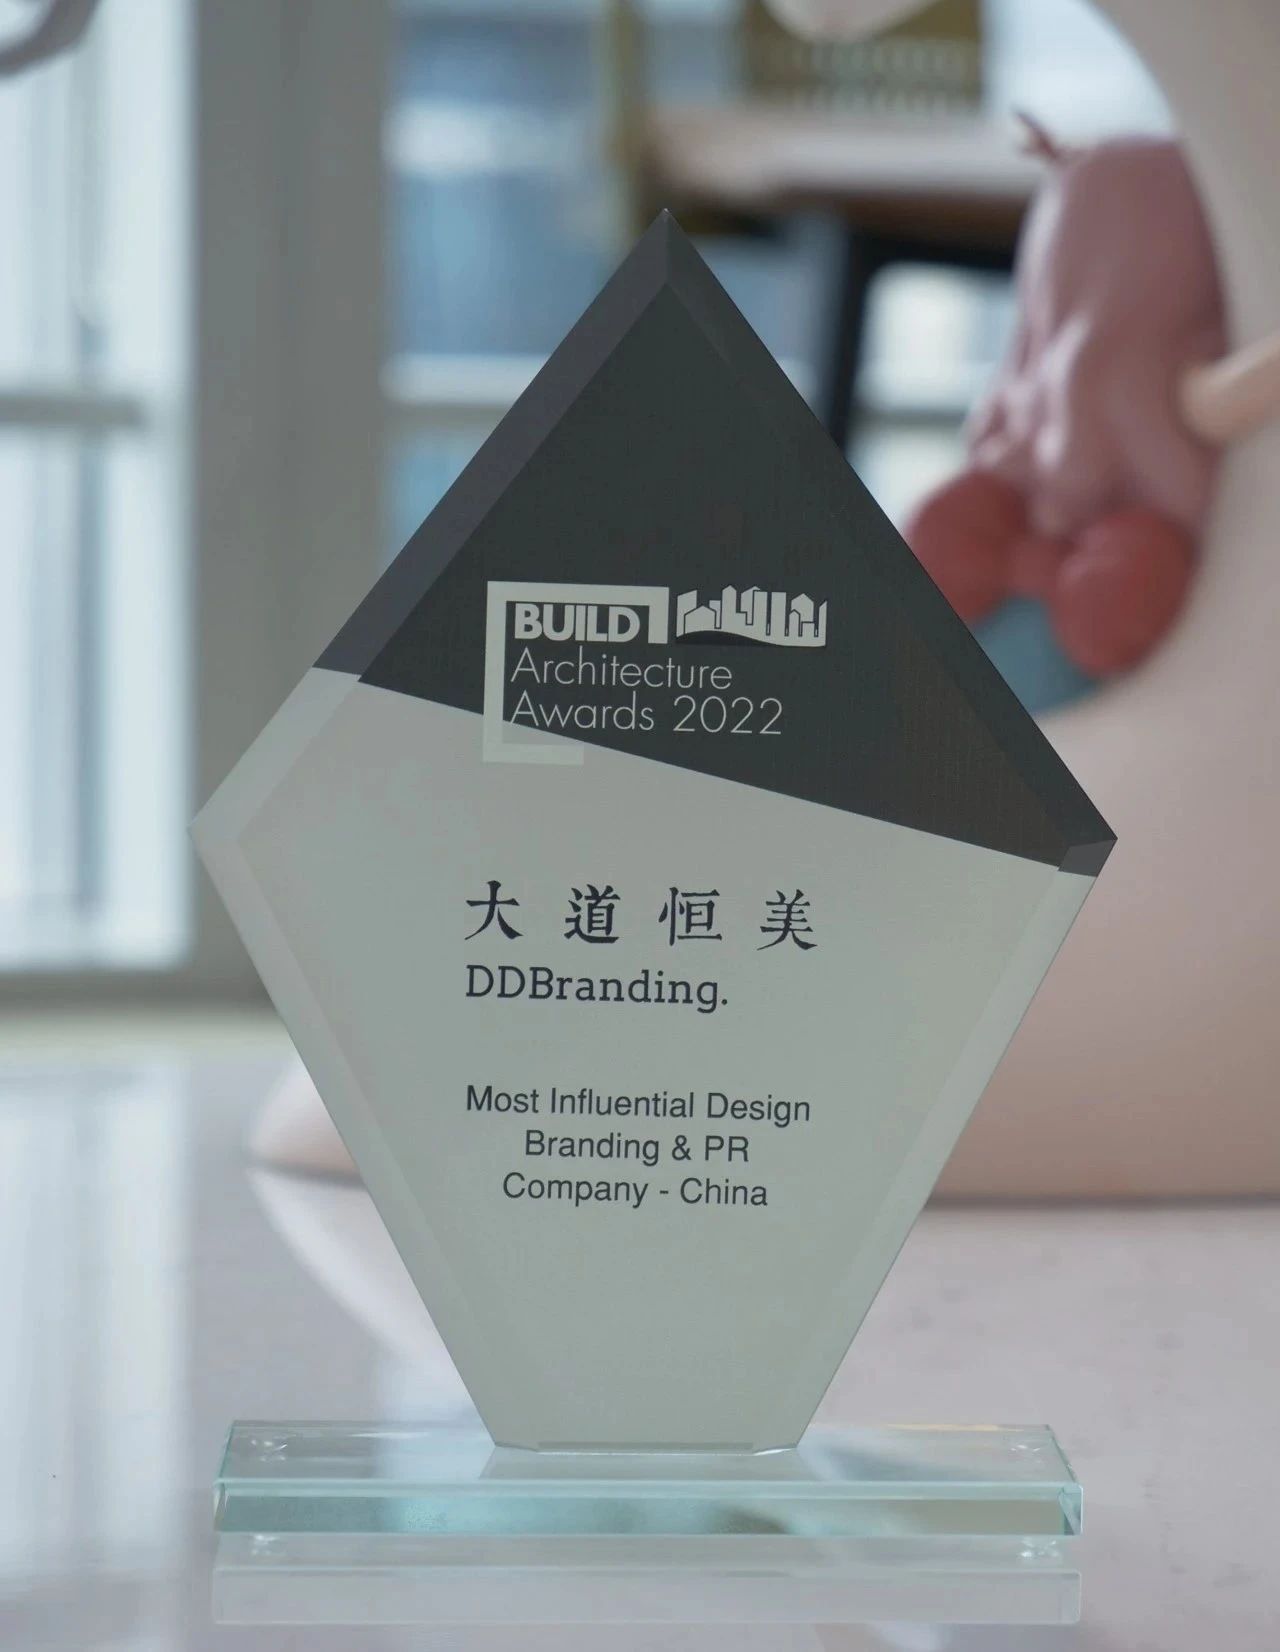 BUILD
Architecture
Awards 2022
大道恒美
DDBranding.
Most Influential Design
Branding & PR
Company - China